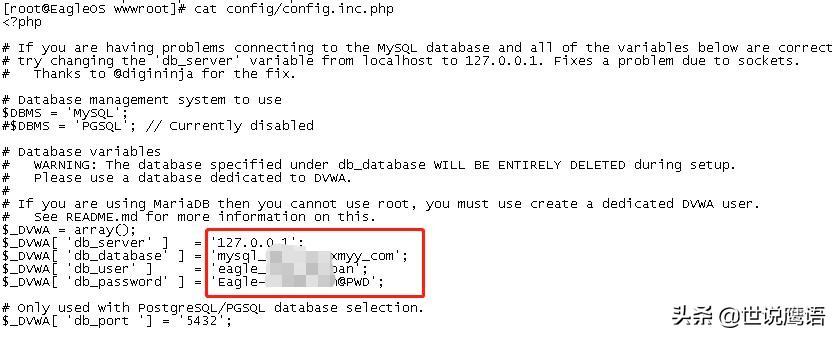 [root@EagleOS wwwroot]# cat config/config.inc.php
<?php
# If you are having problems connecting to the MySQL database and all of the variables below are correct
# try changing the 'db_server' variable from localhost to 127.0.0.1. Fixes a problem due to sockets.
#   Thanks to @digininja for the fix.
# Database management system to use
$DBMS = 'MySQL';
#$DBMS = 'PGSQL'; // Currently disabled
# Database variables
#   WARNING: The database specified under db_database WILL BE ENTIRELY DELETED during setup.
#   Please use a database dedicated to DVWA.
#
# If you are using MariaDB then you cannot use root, you must use create a dedicated DVWA user.
#   See README.md for more information on this.
$_DVWA = array();
$_DVWA[ 'db_server' ]   = '127.0.0.1';
$_DVWA[ 'db_database' ] = 'mysql_ xmyy_com';
$_DVWA[ 'db_user' ]     = 'eagle_ ban';
$_DVWA[ 'db_password' ] = 'Eagle- @PWD';
# Only used with PostgreSQL/PGSQL database selection.
$_DVWA[ 'db_port '] = '5432';
头条 @世说鹰语